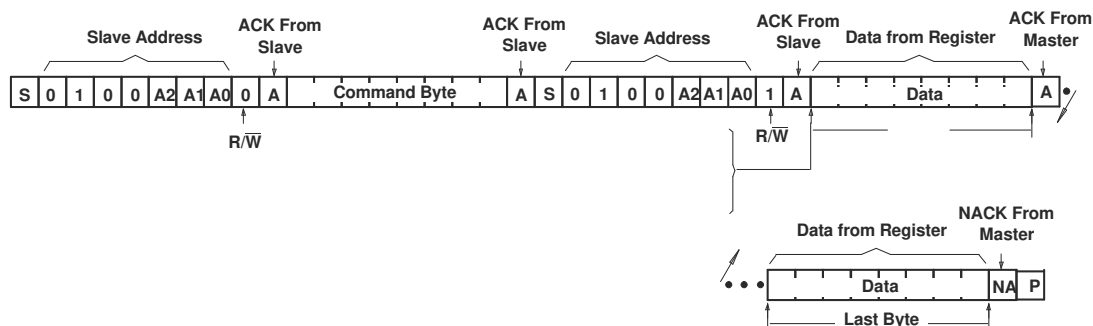 Slave Address
ACK From
Slave
ACK From
Slave
Slave Address
ACK From
Slave
Data from Register
ACK From
Master
S 0 1 0 0 A2 A1 A0 0 A Command Byte A S 0 1 0 0 A2 A1 A0 1 A Data A
R/W̅ R/W̅
Data from Register
NACK From
Master
Data NA P
Last Byte